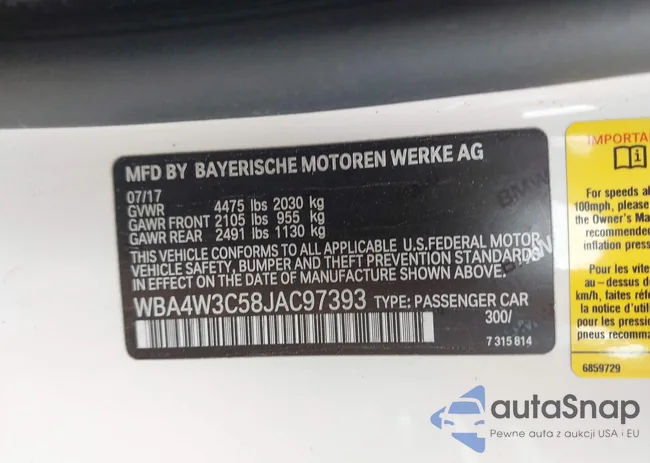 MFD BY BAYERISCHE MOTOREN WERKE AG
07/17
GVWR 4475 lbs 2030 kg
GAWR FRONT 2105 lbs 955 kg
GAWR REAR 2491 lbs 1130 kg
THIS VEHICLE CONFORMS TO ALL APPLICABLE U.S.FEDERAL MOTOR
VEHICLE SAFETY, BUMPER, AND THEFT PREVENTION STANDARDS
IN EFFECT ON THE DATE OF MANUFACTURE SHOWN ABOVE.
WBA4W3C58JAC97393 TYPE: PASSENGER CAR
300/
7 315 814
BMW
IMPORTA
For speeds a
100mph, please
the Owner's Ma
recommended
inflation press
Pour les vite
au - dessus de
km/h, faites réfé
la notice d'util
pour les pressio
pneus recomma
6859729
autaSnap
Pewne auta z aukcji USA i EU